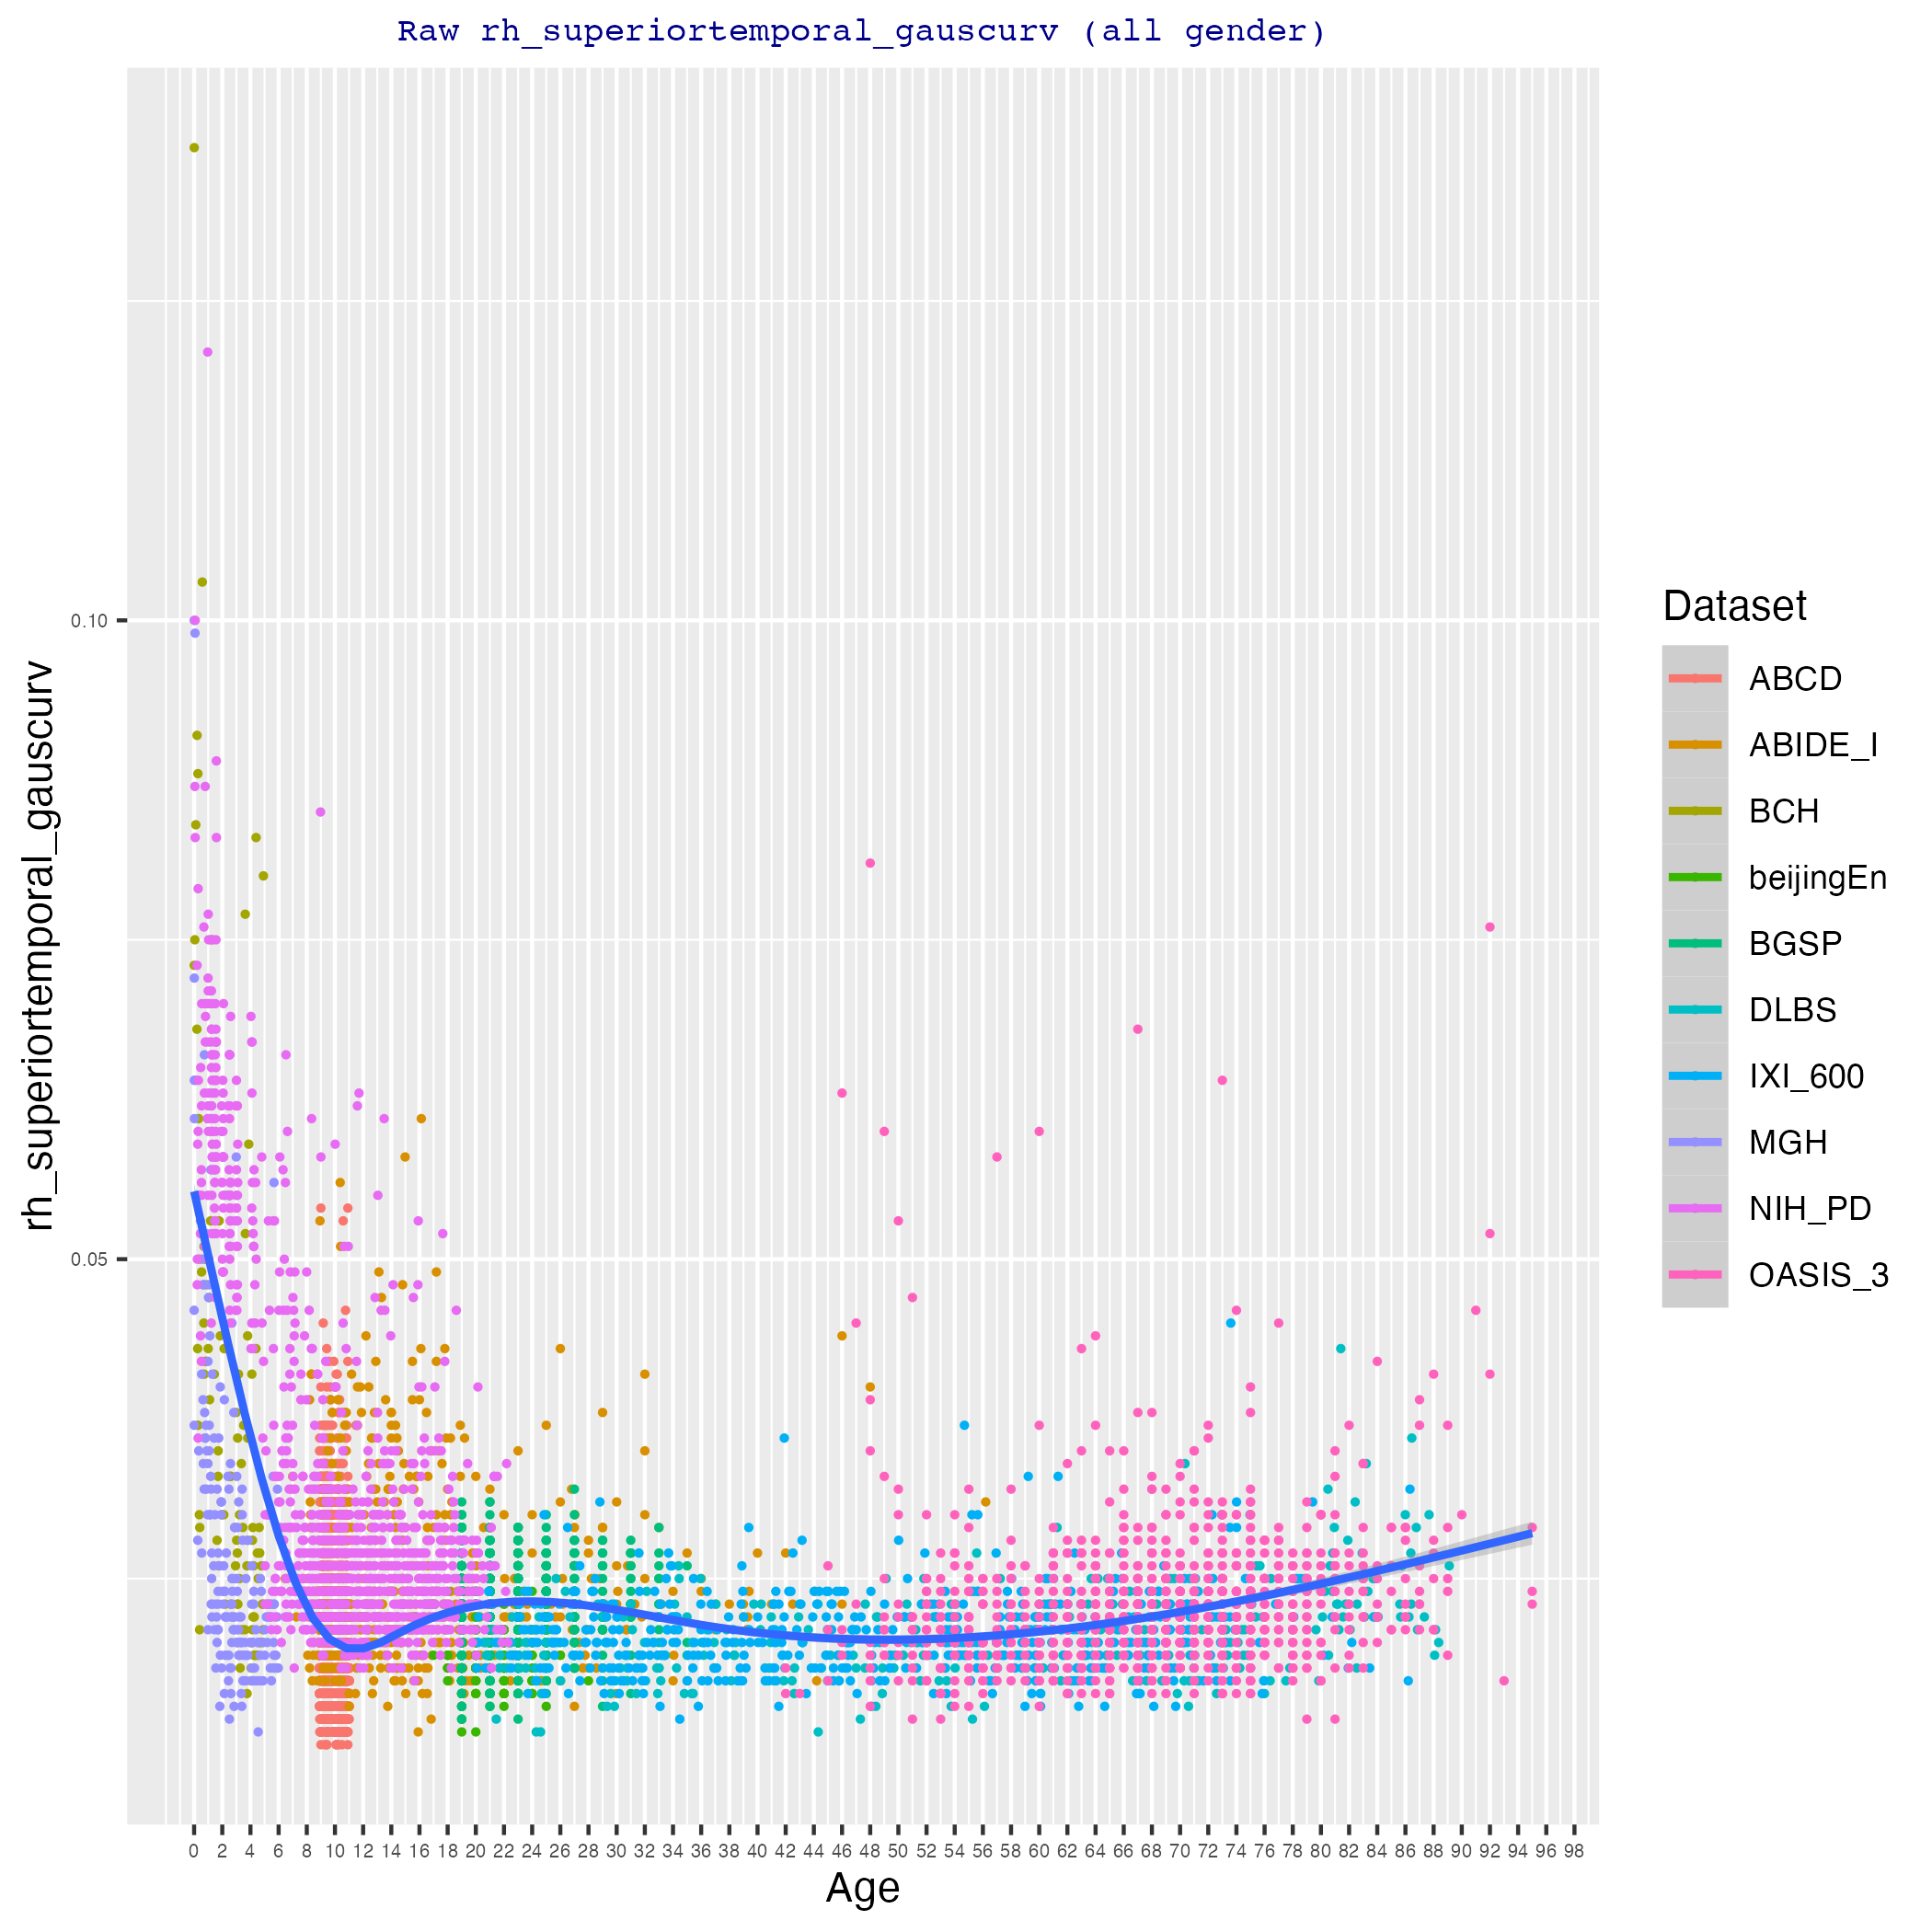 Raw rh_superiortemporal_gauscurv (all gender)
rh_superiortemporal_gauscurv
0.10
0.05
0 2 4 6 8 10 12 14 16 18 20 22 24 26 28 30 32 34 36 38 40 42 44 46 48 50 52 54 56 58 60 62 64 66 68 70 72 74 76 78 80 82 84 86 88 90 92 94 96 98
Age
Dataset
ABCD
ABIDE_I
BCH
beijingEn
BGSP
DLBS
IXI_600
MGH
NIH_PD
OASIS_3